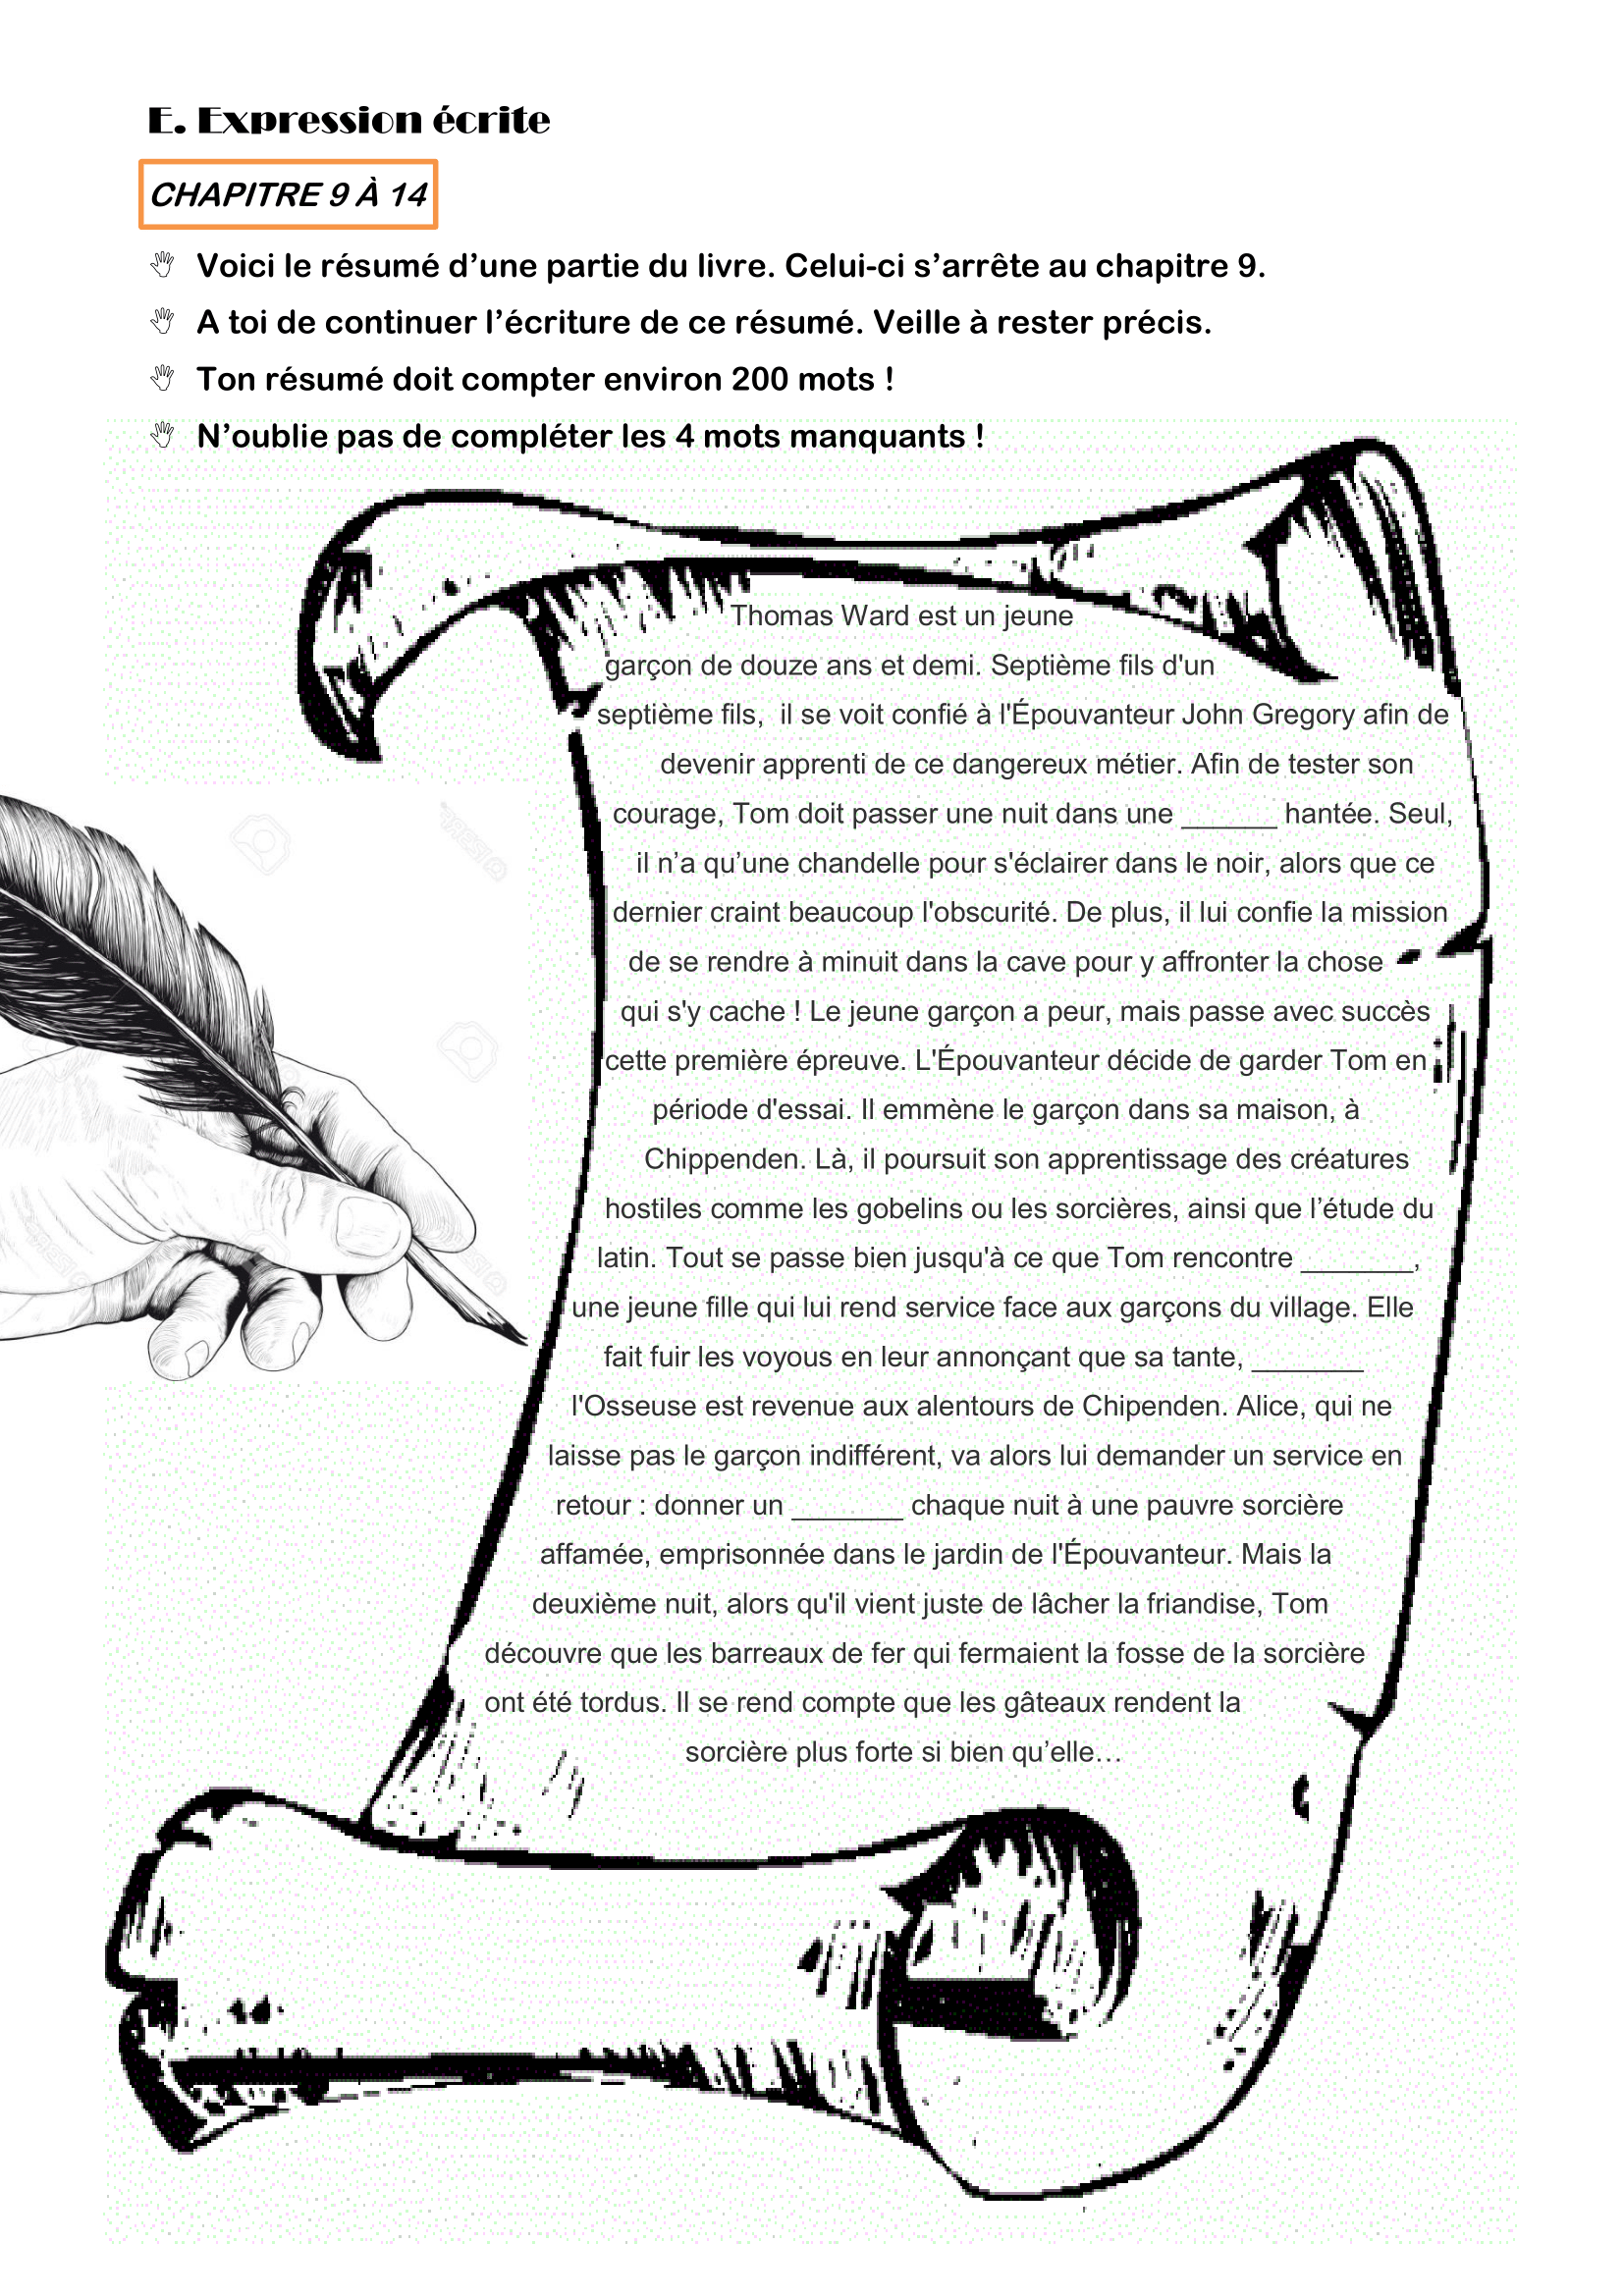 E. Expression écrite
CHAPITRE 9 À 14
Voici le résumé d’une partie du livre. Celui-ci s’arrête au chapitre 9.
A toi de continuer l’écriture de ce résumé. Veille à rester précis.
Ton résumé doit compter environ 200 mots !
N’oublie pas de compléter les 4 mots manquants !
Thomas Ward est un jeune
garçon de douze ans et demi. Septième fils d'un
septième fils, il se voit confié à l'Épouvanteur John Gregory afin de
devenir apprenti de ce dangereux métier. Afin de tester son
courage, Tom doit passer une nuit dans une ______ hantée. Seul,
il n’a qu’une chandelle pour s'éclairer dans le noir, alors que ce
dernier craint beaucoup l'obscurité. De plus, il lui confie la mission
de se rendre à minuit dans la cave pour y affronter la chose
qui s'y cache ! Le jeune garçon a peur, mais passe avec succès
cette première épreuve. L'Épouvanteur décide de garder Tom en
période d'essai. Il emmène le garçon dans sa maison, à
Chippenden. Là, il poursuit son apprentissage des créatures
hostiles comme les gobelins ou les sorcières, ainsi que l’étude du
latin. Tout se passe bien jusqu'à ce que Tom rencontre _______,
une jeune fille qui lui rend service face aux garçons du village. Elle
fait fuir les voyous en leur annonçant que sa tante, _______
l'Osseuse est revenue aux alentours de Chipenden. Alice, qui ne
laisse pas le garçon indifférent, va alors lui demander un service en
retour : donner un _______ chaque nuit à une pauvre sorcière
affamée, emprisonnée dans le jardin de l'Épouvanteur. Mais la
deuxième nuit, alors qu'il vient juste de lâcher la friandise, Tom
découvre que les barreaux de fer qui fermaient la fosse de la sorcière
ont été tordus. Il se rend compte que les gâteaux rendent la
sorcière plus forte si bien qu’elle…